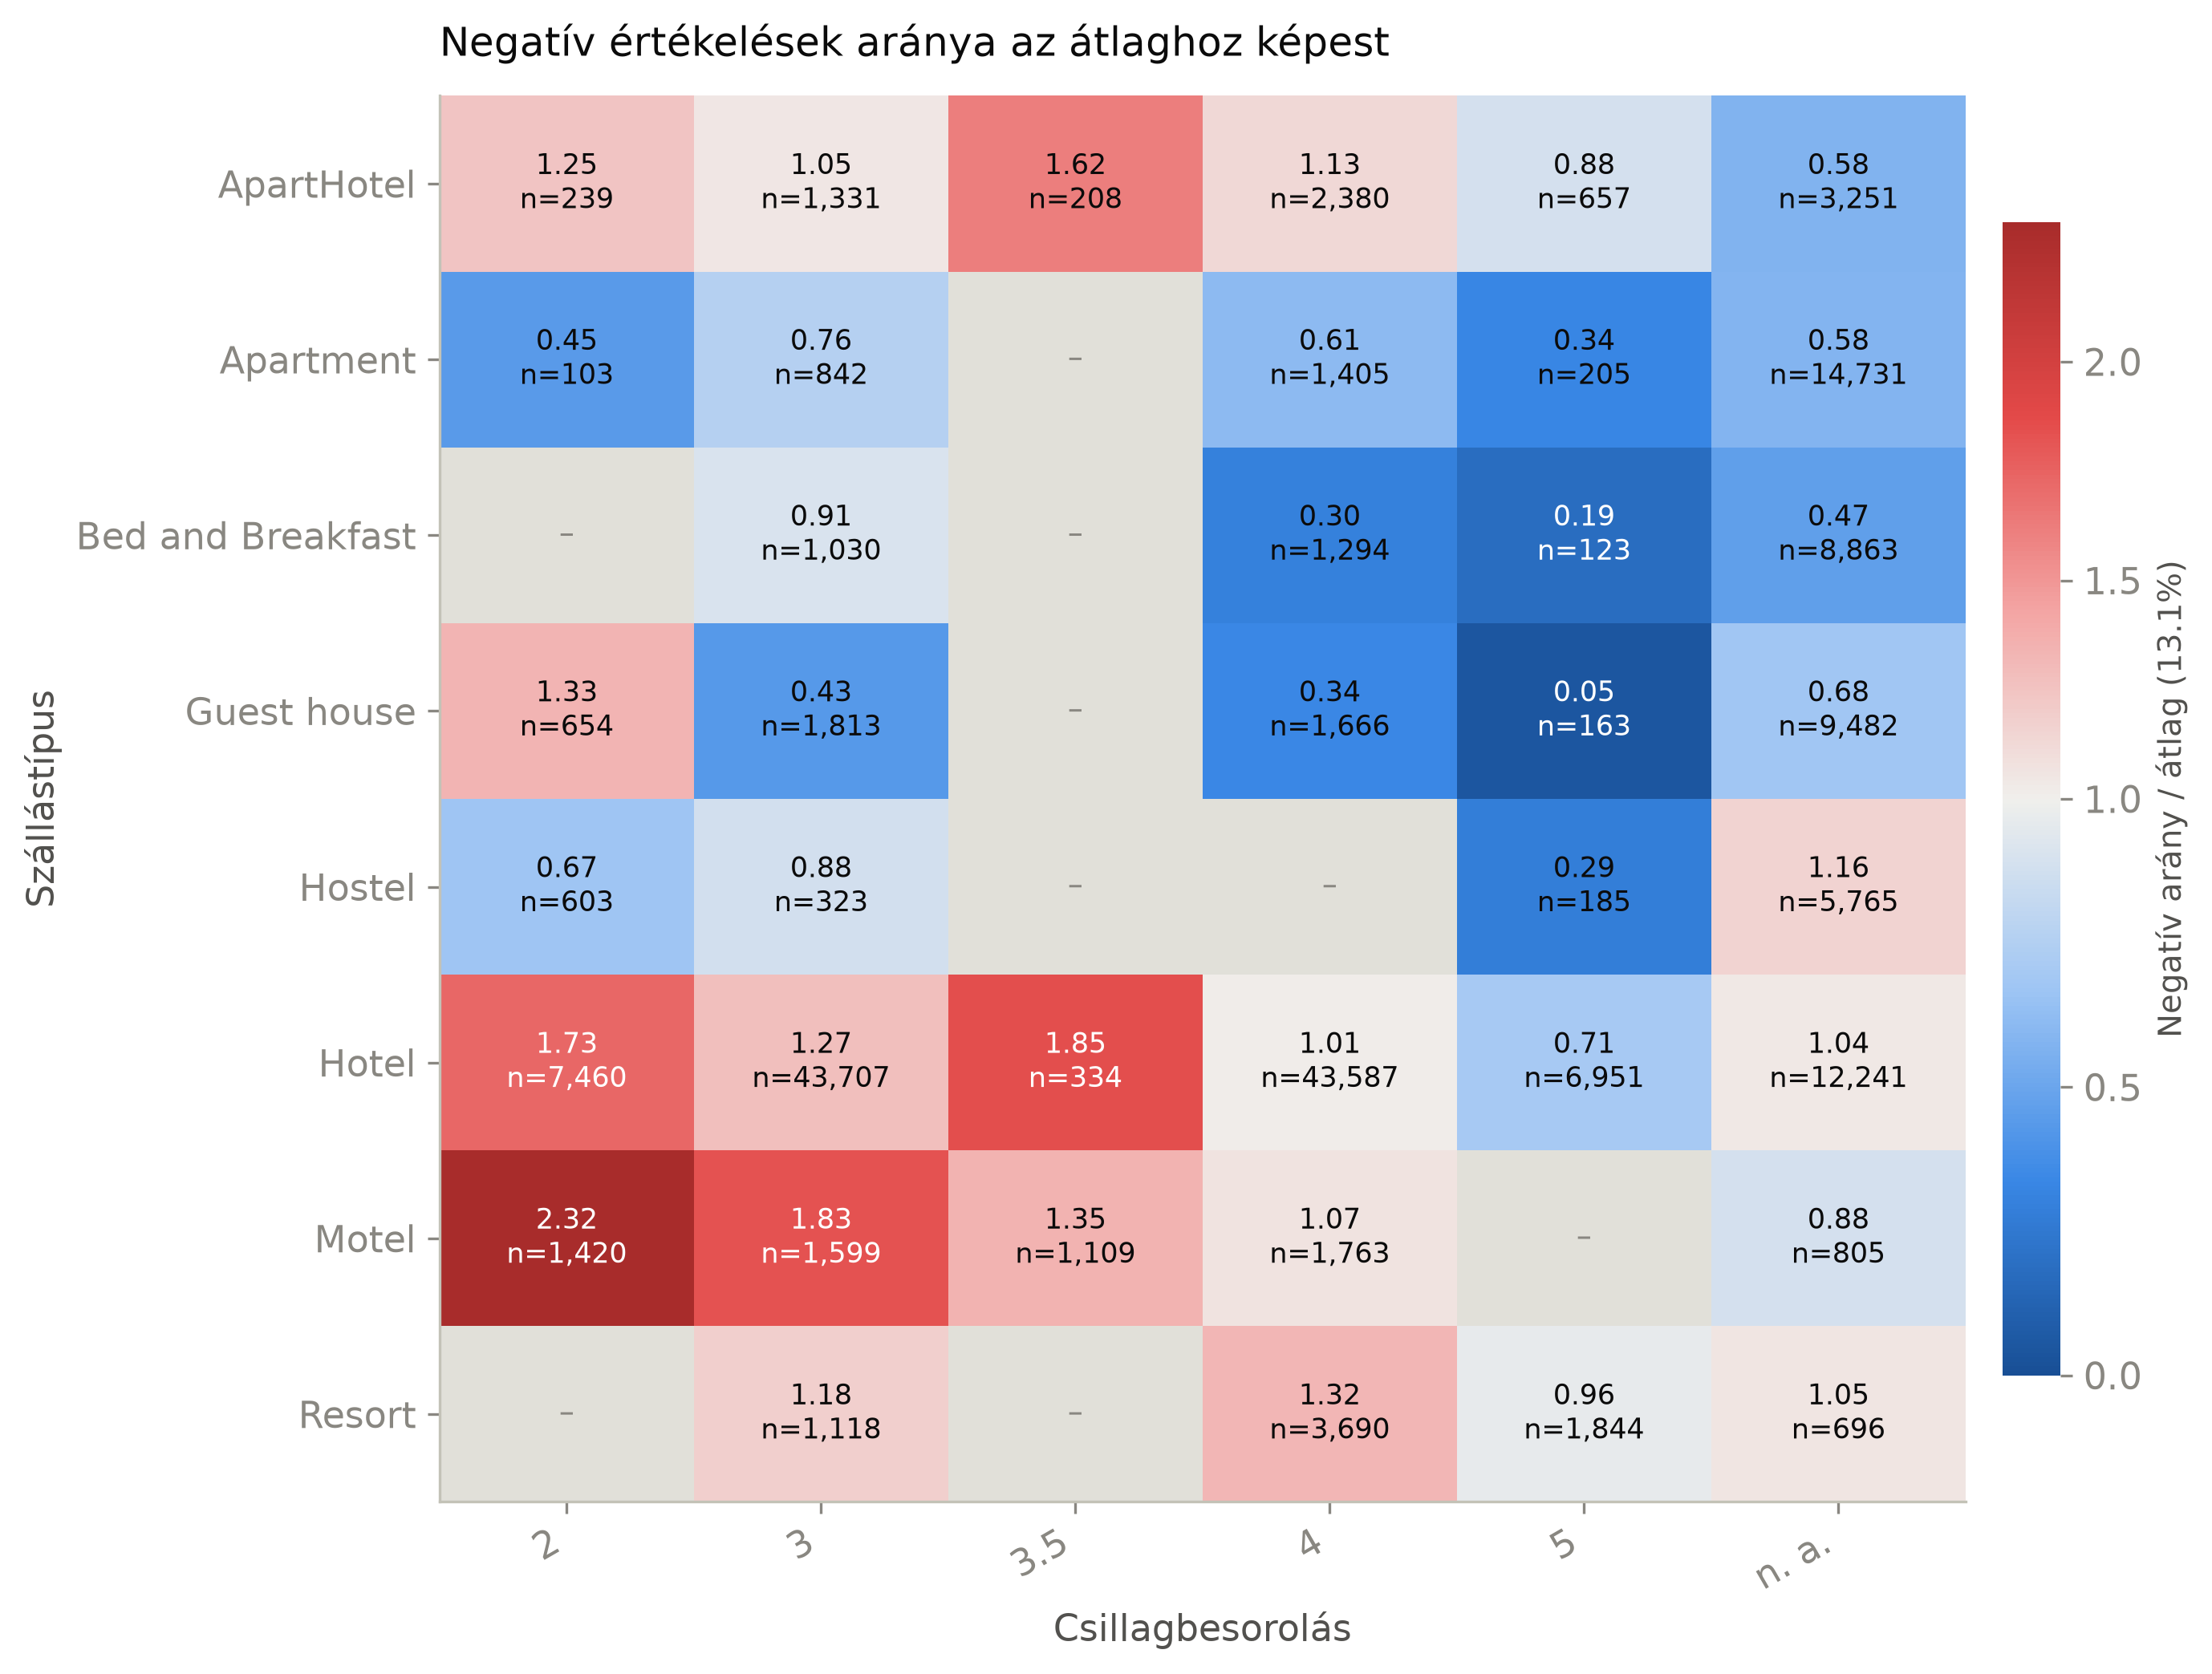 Negatív értékelések aránya az átlaghoz képest
Szállástípus
ApartHotel
1.25
n=239
1.05
n=1,331
1.62
n=208
1.13
n=2,380
0.88
n=657
0.58
n=3,251
Apartment
0.45
n=103
0.76
n=842
–
0.61
n=1,405
0.34
n=205
0.58
n=14,731
Bed and Breakfast
–
0.91
n=1,030
–
0.30
n=1,294
0.19
n=123
0.47
n=8,863
Guest house
1.33
n=654
0.43
n=1,813
–
0.34
n=1,666
0.05
n=163
0.68
n=9,482
Hostel
0.67
n=603
0.88
n=323
–
–
0.29
n=185
1.16
n=5,765
Hotel
1.73
n=7,460
1.27
n=43,707
1.85
n=334
1.01
n=43,587
0.71
n=6,951
1.04
n=12,241
Motel
2.32
n=1,420
1.83
n=1,599
1.35
n=1,109
1.07
n=1,763
–
0.88
n=805
Resort
–
1.18
n=1,118
–
1.32
n=3,690
0.96
n=1,844
1.05
n=696
2
3
3.5
4
5
n. a.
Csillagbesorolás
2.0
1.5
1.0
0.5
0.0
Negatív arány / átlag (13.1%)